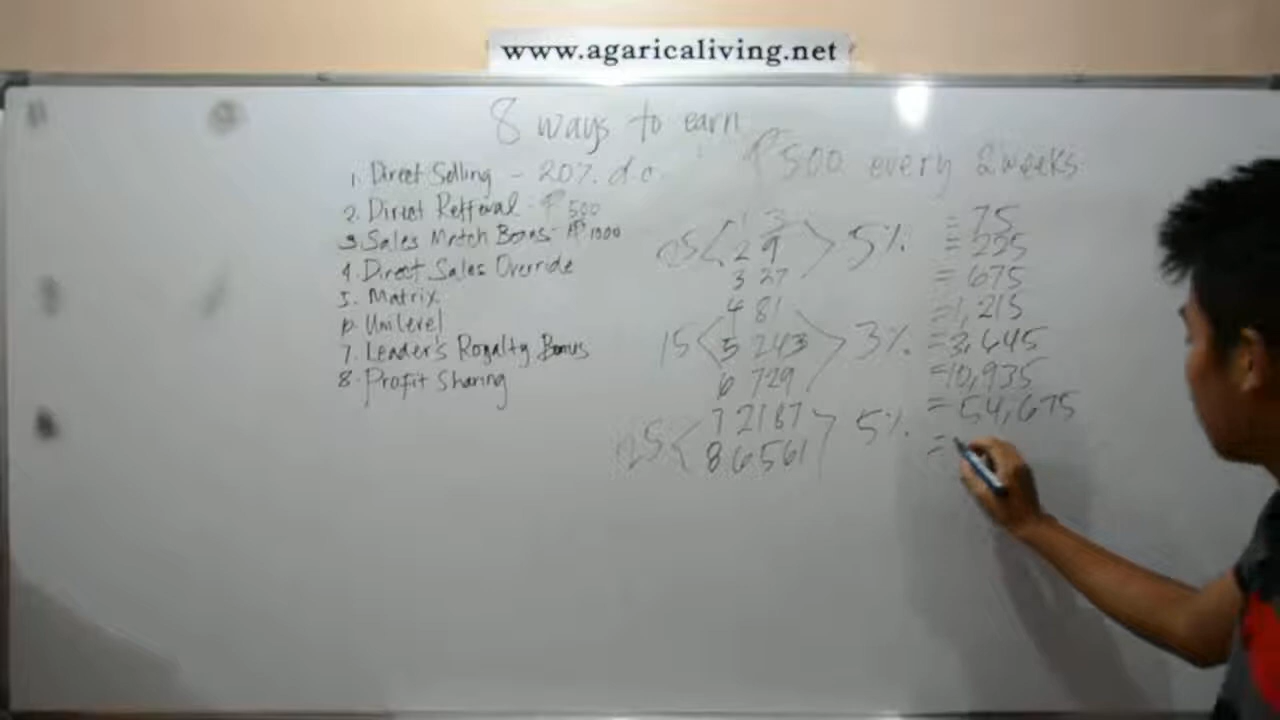 www.agaricaliving.net
8 ways to earn
₱500 every 2 weeks
1. Direct Selling - 20% d.c.
2. Direct Refferal - ₱500
3. Sales Match Bonus - ₱1000
4. Direct Sales Override
5. Matrix
6. Unilevel
7. Leader's Royalty Bonus
8. Profit Sharing
1 3 = 75
25 2 9 5% = 225
3 27 = 675
4 81 = 1,215
15 5 243 3% = 3,645
6 729 = 10,935
7 2187 = 54,675
25 8 6561 5% =